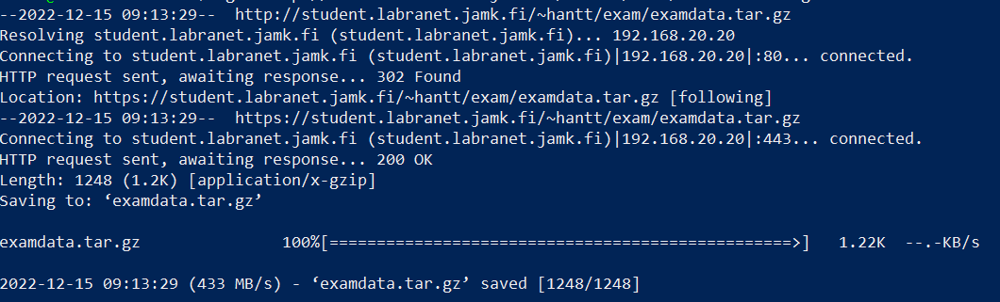 --2022-12-15 09:13:29--  http://student.labranet.jamk.fi/~hantt/exam/examdata.tar.gz
Resolving student.labranet.jamk.fi (student.labranet.jamk.fi)... 192.168.20.20
Connecting to student.labranet.jamk.fi (student.labranet.jamk.fi)|192.168.20.20|:80... connected.
HTTP request sent, awaiting response... 302 Found
Location: https://student.labranet.jamk.fi/~hantt/exam/examdata.tar.gz [following]
--2022-12-15 09:13:29--  https://student.labranet.jamk.fi/~hantt/exam/examdata.tar.gz
Connecting to student.labranet.jamk.fi (student.labranet.jamk.fi)|192.168.20.20|:443... connected.
HTTP request sent, awaiting response... 200 OK
Length: 1248 (1.2K) [application/x-gzip]
Saving to: ‘examdata.tar.gz’
examdata.tar.gz               100%[=================================================>]   1.22K  --.-KB/s
2022-12-15 09:13:29 (433 MB/s) - ‘examdata.tar.gz’ saved [1248/1248]